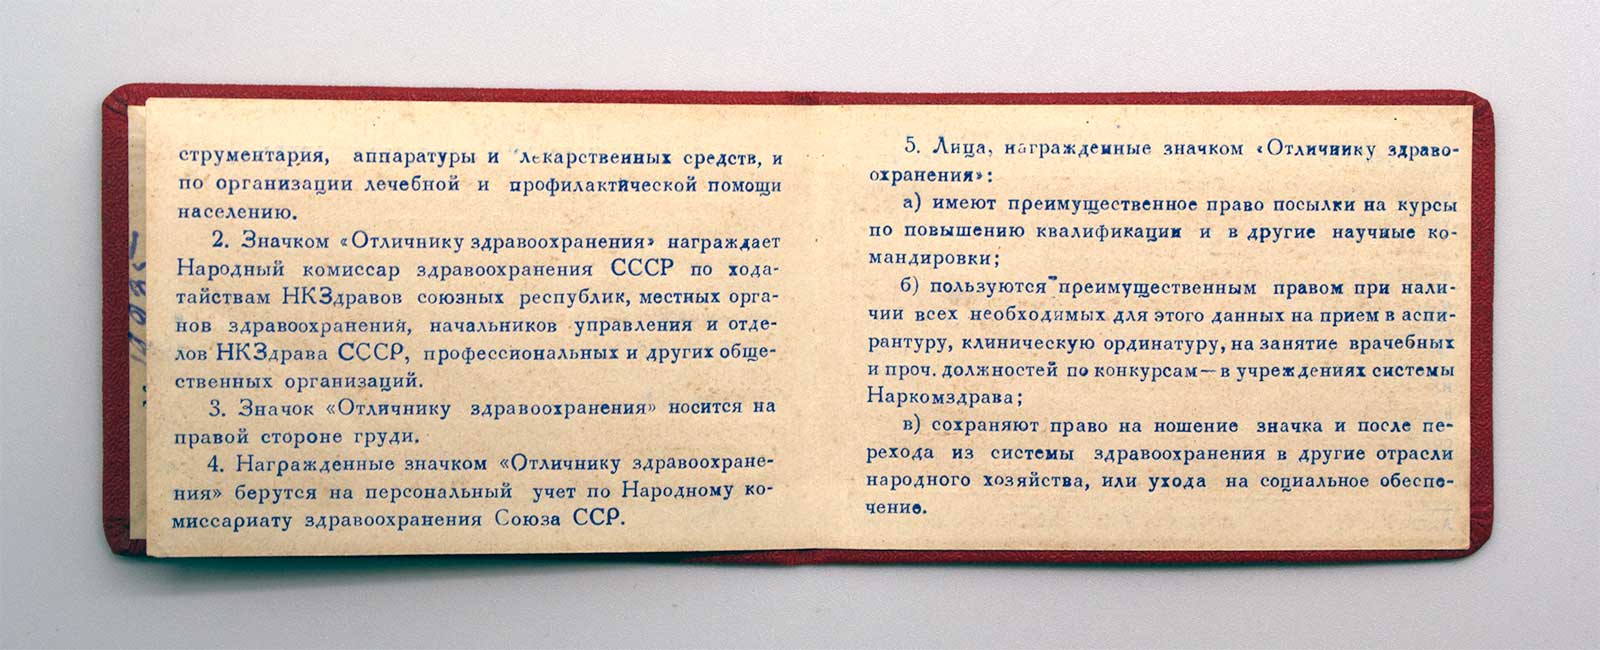 струментария, аппаратуры и лекарственных средств, и
по организации лечебной и профилактической помощи
населению.
2. Значком «Отличнику здравоохранения» награждает
Народный комиссар здравоохранения СССР по хода-
тайствам НКЗдравов союзных республик, местных орга-
нов здравоохранения, начальников управления и отде-
лов НКЗдрава СССР, профессиональных и других обще-
ственных организаций.
3. Значок «Отличнику здравоохранения» носится на
правой стороне груди.
4. Награжденные значком «Отличнику здравоохране-
ния» берутся на персональный учет по Народному ко-
миссариату здравоохранения Союза ССР.
5. Лица, награжденные значком «Отличнику здраво-
охранения»:
а) имеют преимущественное право посылки на курсы
по повышению квалификации и в другие научные ко-
мандировки;
б) пользуются преимущественным правом при нали-
чии всех необходимых для этого данных на прием в аспи-
рантуру, клиническую ординатуру, на занятие врачебных
и проч. должностей по конкурсам—в учреждениях системы
Наркомздрава;
в) сохраняют право на ношение значка и после пе-
рехода из системы здравоохранения в другие отрасли
народного хозяйства, или ухода на социальное обеспе-
чение.